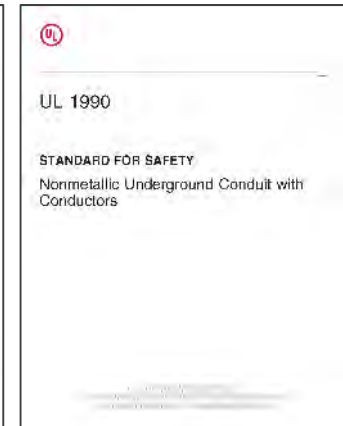 UL
UL 1990
STANDARD FOR SAFETY
Nonmetallic Underground Conduit with
Conductors